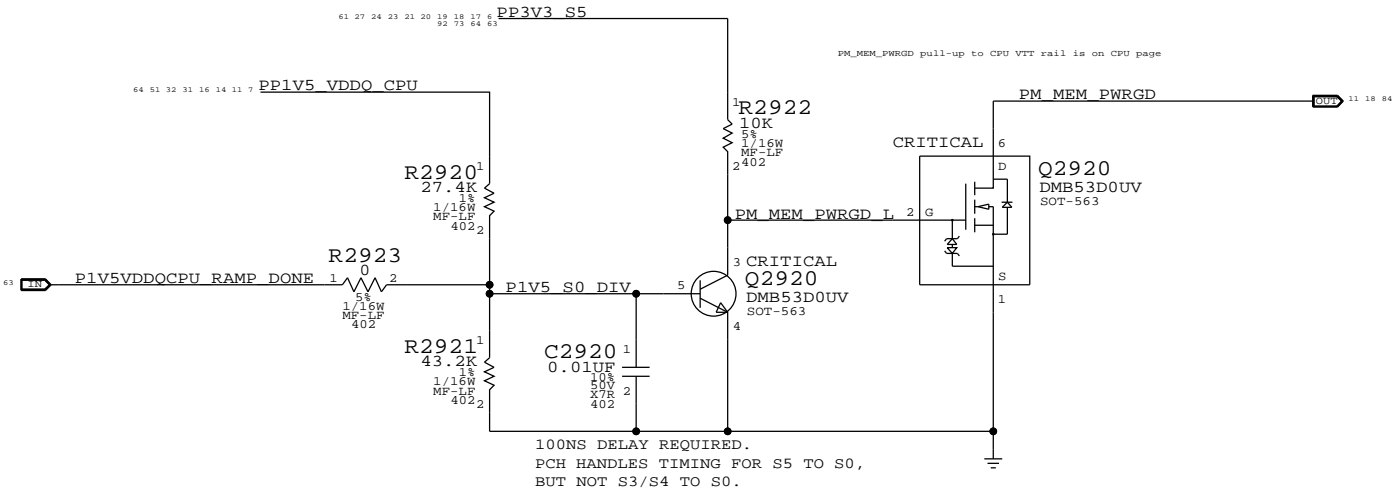 61 27 24 23 21 20 19 18 17 6 PP3V3_S5
92 73 64 63
PM_MEM_PWRGD pull-up to CPU VTT rail is on CPU page
64 51 32 31 16 14 11 7 PP1V5_VDDQ_CPU
PM_MEM_PWRGD
OUT 11 18 84
1
R2922
10K
5%
1/16W
MF-LF
402
2
CRITICAL 6
D
Q2920
DMB53D0UV
SOT-563
2 G
S
1
R2920 1
27.4K
1%
1/16W
MF-LF
402 2
PM_MEM_PWRGD_L
R2923
0
63 IN P1V5VDDQCPU_RAMP_DONE 1 2
5%
1/16W
MF-LF
402
P1V5_S0_DIV 5
3 CRITICAL
Q2920
DMB53D0UV
SOT-563
4
R2921 1
43.2K
1%
1/16W
MF-LF
402 2
C2920 1
0.01UF
10%
50V
X7R
402
2
100NS DELAY REQUIRED.
PCH HANDLES TIMING FOR S5 TO S0,
BUT NOT S3/S4 TO S0.